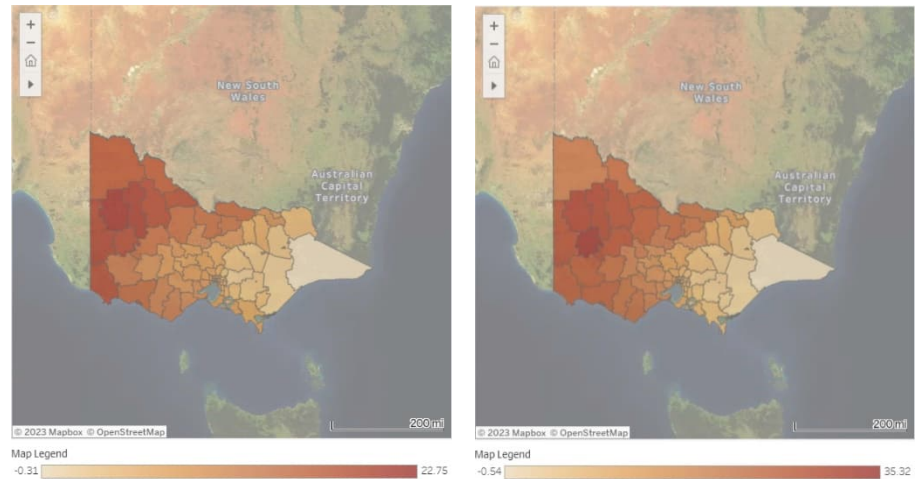 +
−
New South
Wales
Australian
Capital
Territory
200 mi
© 2023 Mapbox © OpenStreetMap
Map Legend
-0.31
22.75
+
−
New South
Wales
Australian
Capital
Territory
200 mi
© 2023 Mapbox © OpenStreetMap
Map Legend
-0.54
35.32